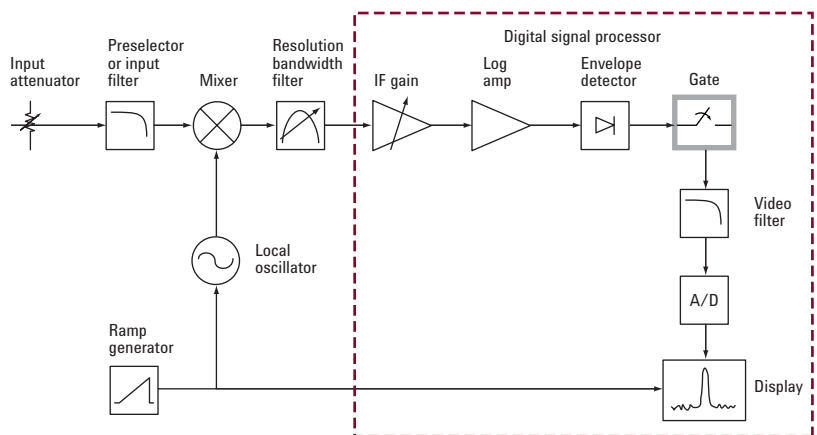 Digital signal processor
Input
attenuator
Preselector
or input
filter
Mixer
Resolution
bandwidth
filter
IF gain
Log
amp
Envelope
detector
Gate
Video
filter
Local
oscillator
A/D
Ramp
generator
Display